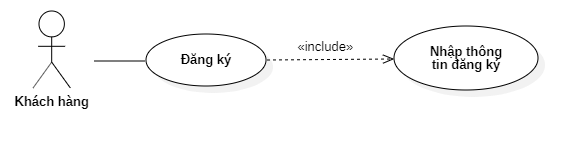 «include»
Đăng ký
Nhập thông
tin đăng ký
Khách hàng